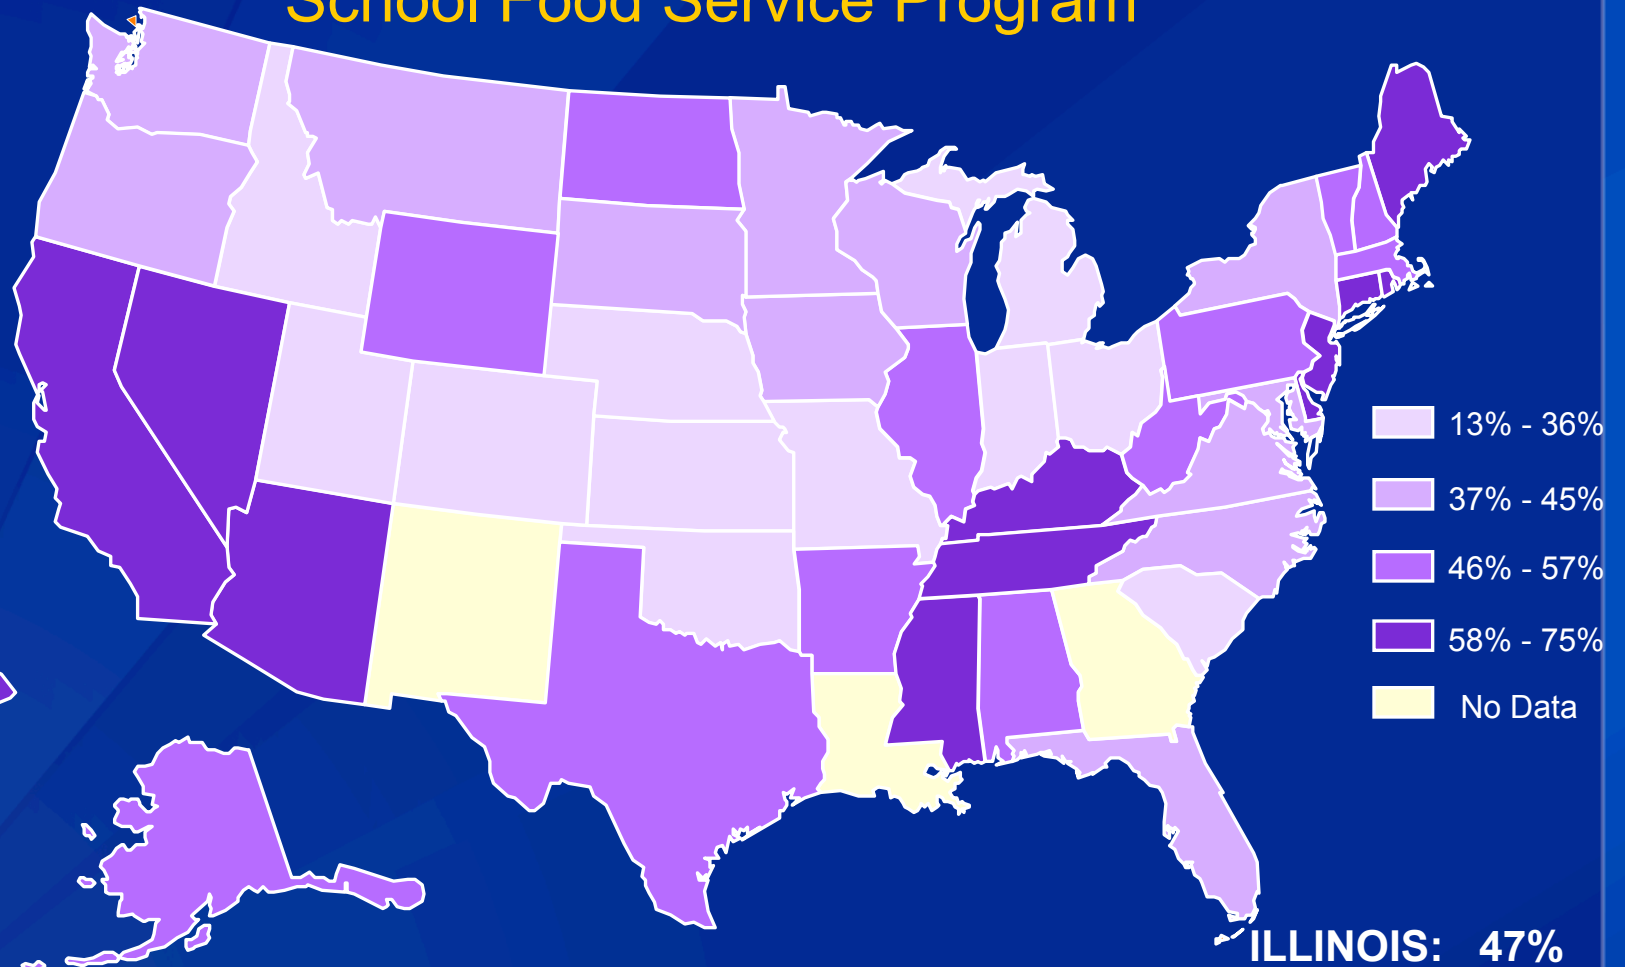 School Food Service Program
13% - 36%
37% - 45%
46% - 57%
58% - 75%
No Data
ILLINOIS: 47%